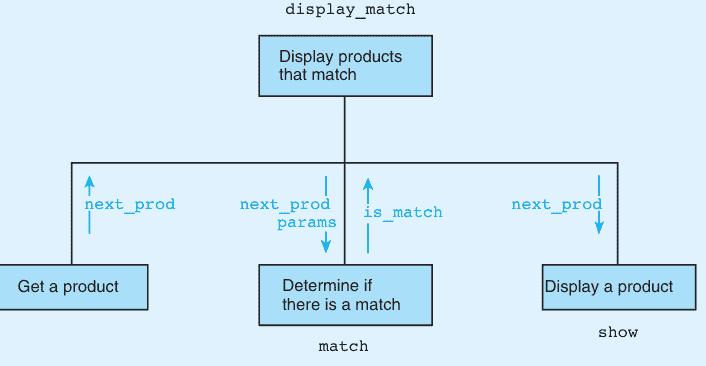 display_match
Display products
that match
next_prod
next_prod
params
is_match
next_prod
Get a product
Determine if
there is a match
Display a product
match
show